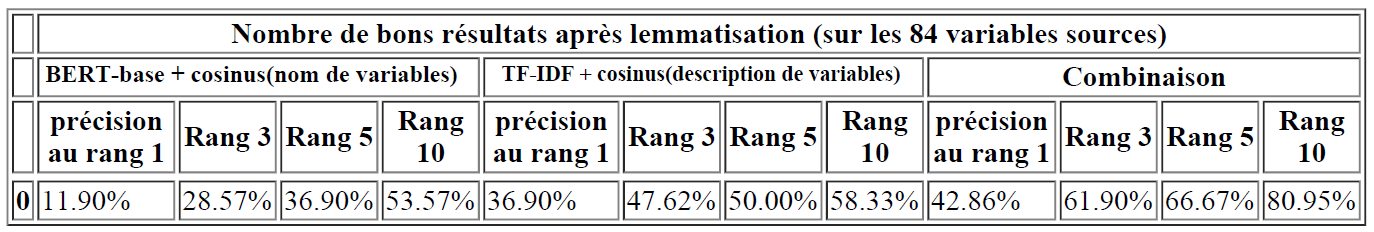 Nombre de bons résultats après lemmatisation (sur les 84 variables sources)
BERT-base + cosinus(nom de variables) TF-IDF + cosinus(description de variables) Combinaison
précision au rang 1 Rang 3 Rang 5 Rang 10 précision au rang 1 Rang 3 Rang 5 Rang 10 précision au rang 1 Rang 3 Rang 5 Rang 10
0 11.90% 28.57% 36.90% 53.57% 36.90% 47.62% 50.00% 58.33% 42.86% 61.90% 66.67% 80.95%